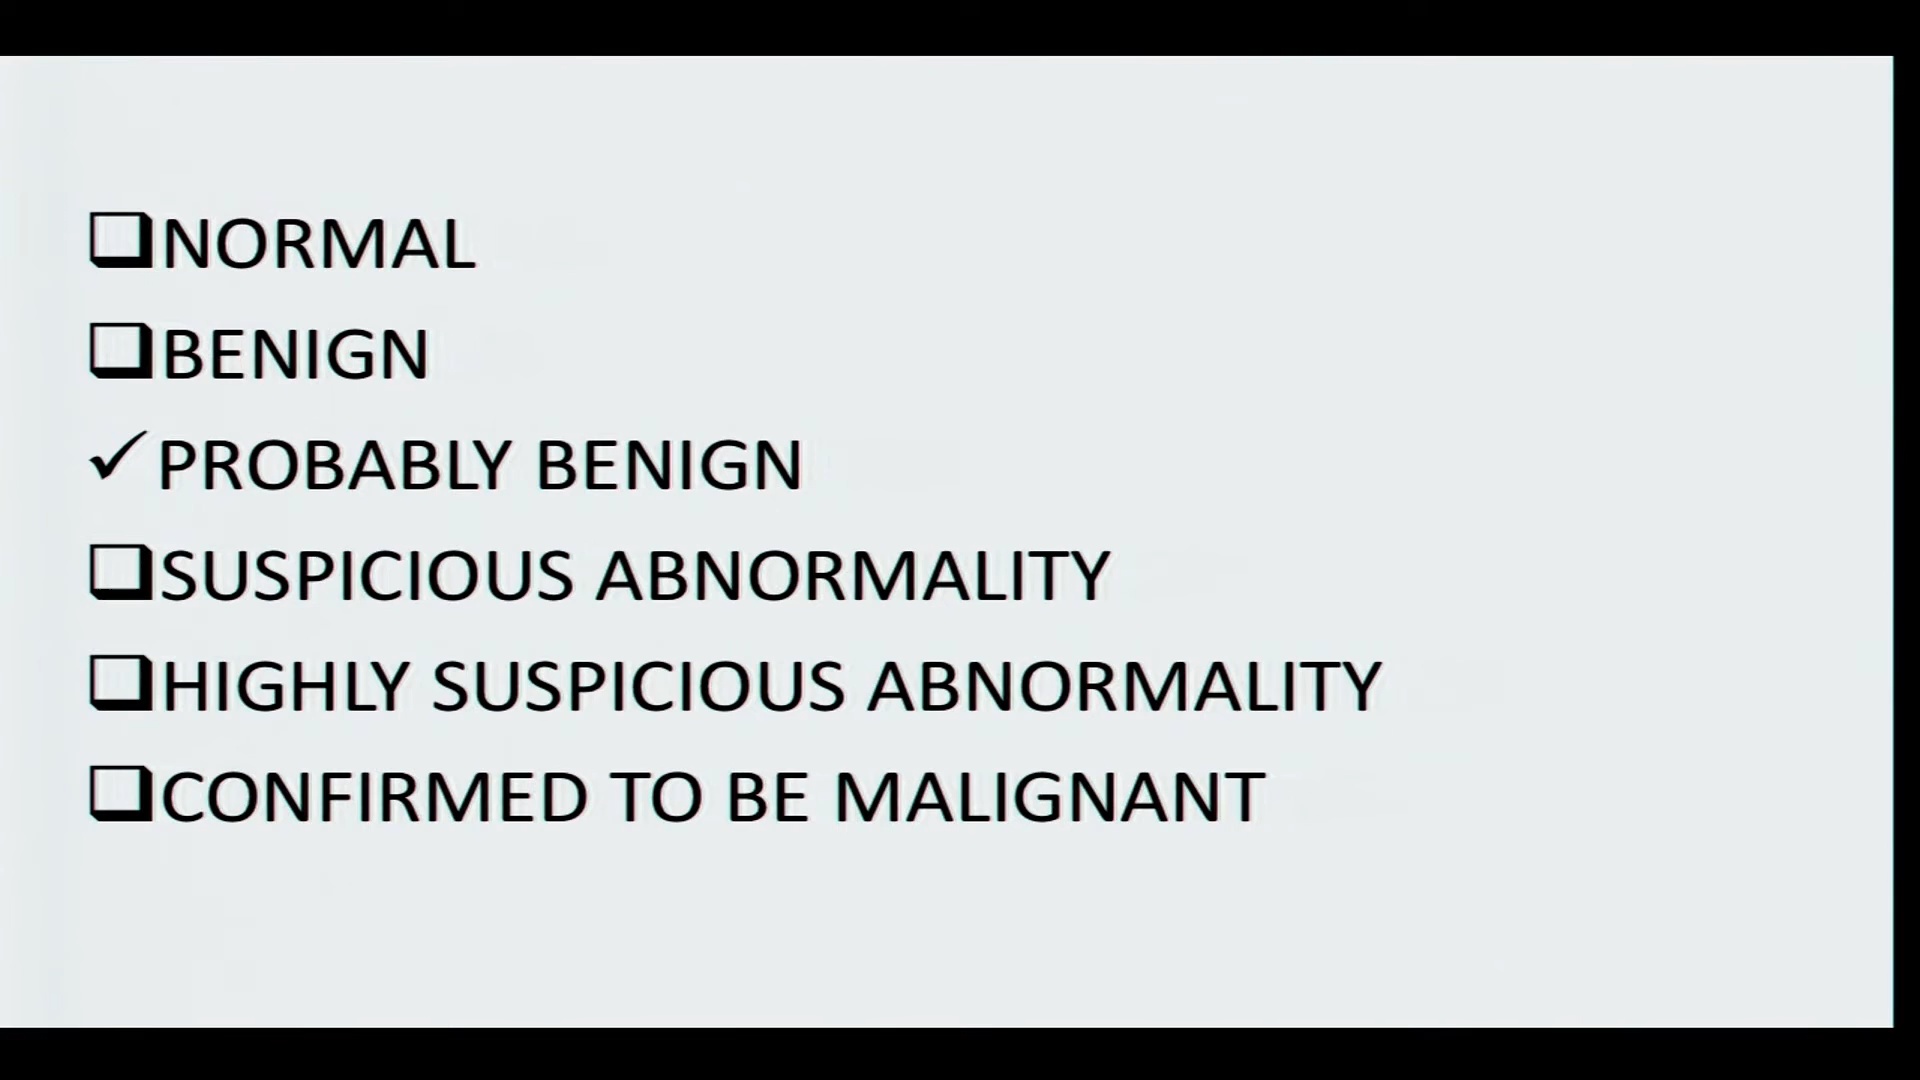 ❑NORMAL
❑BENIGN
✓PROBABLY BENIGN
❑SUSPICIOUS ABNORMALITY
❑HIGHLY SUSPICIOUS ABNORMALITY
❑CONFIRMED TO BE MALIGNANT